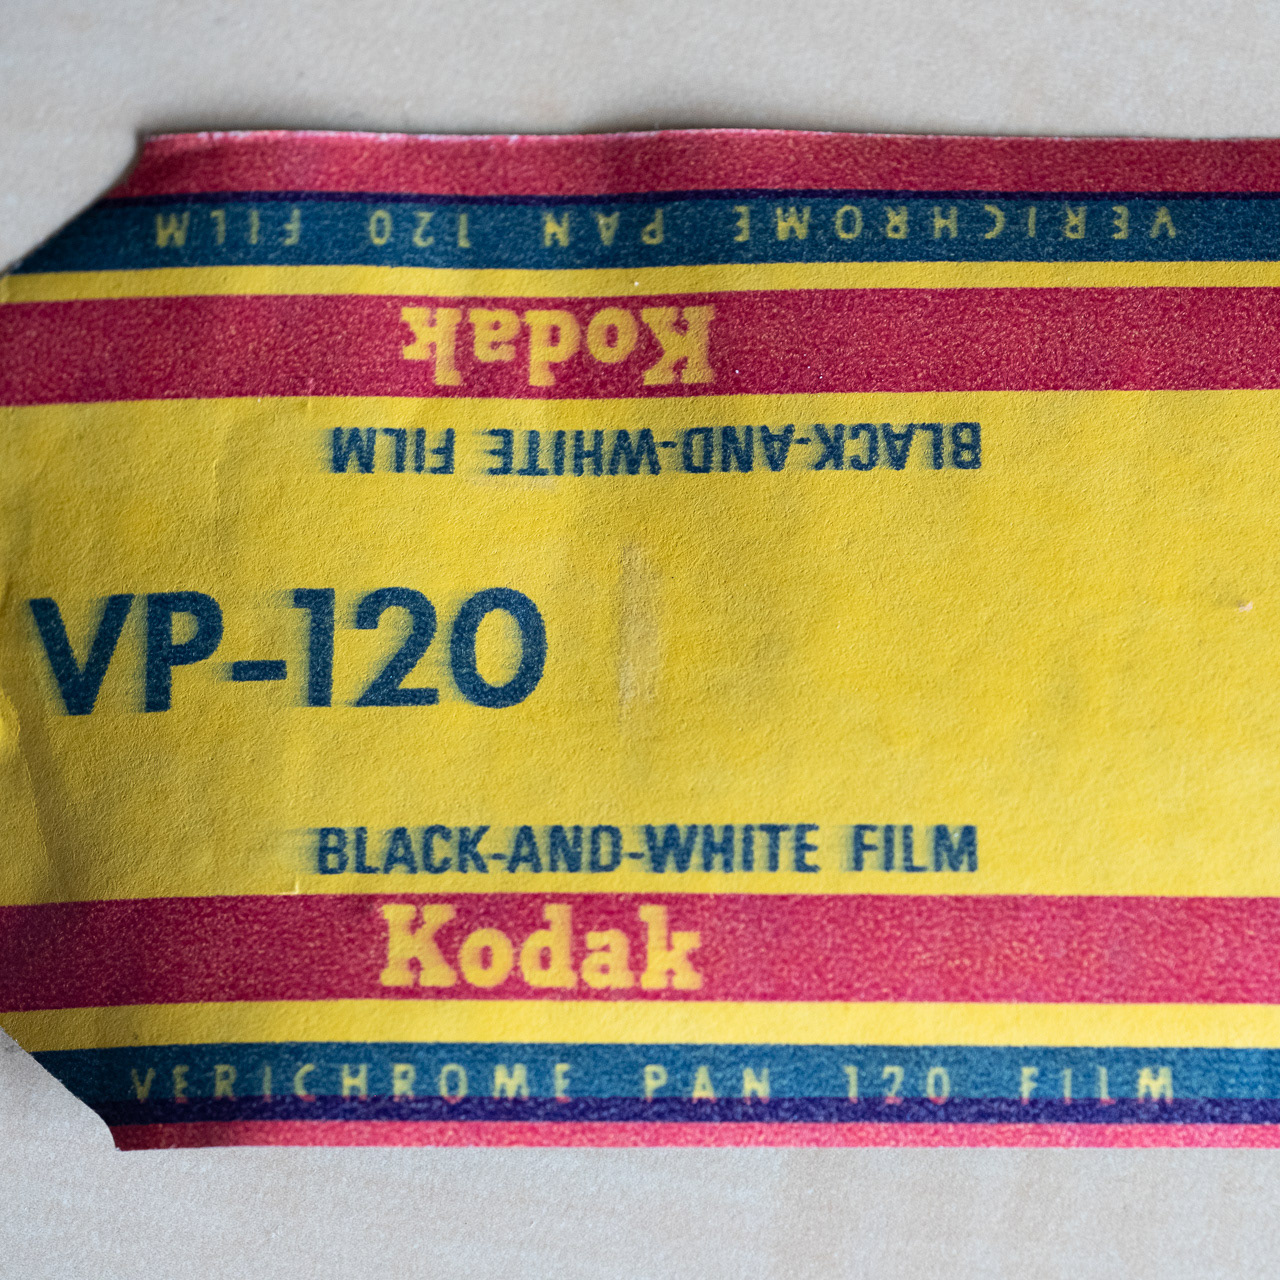 VERICHROME PAN 120 FILM
Kodak
BLACK-AND-WHITE FILM
VP-120
BLACK-AND-WHITE FILM
Kodak
VERICHROME PAN 120 FILM